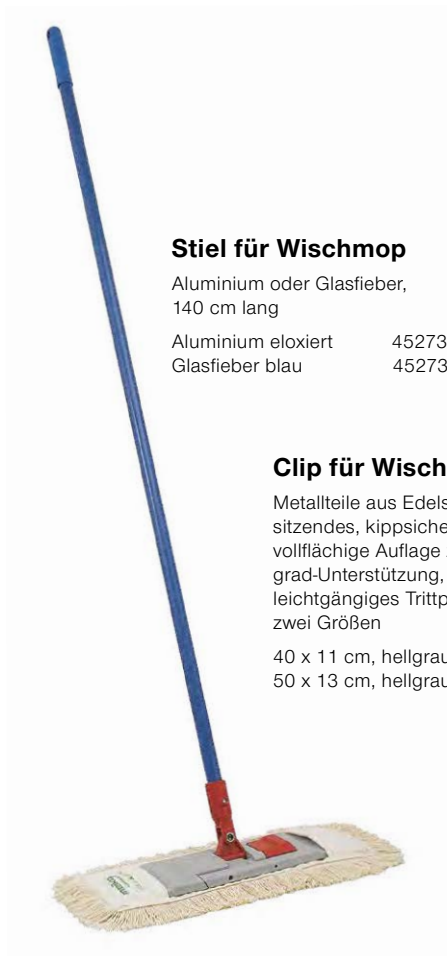 Stiel für Wischmop
Aluminium oder Glasfieber,
140 cm lang
Aluminium eloxiert 45273
Glasfieber blau 45273
Clip für Wisch
Metallteile aus Edels
sitzendes, kippsiche
vollflächige Auflage
grad-Unterstützung,
leichtgängiges Trittp
zwei Größen
40 x 11 cm, hellgrau
50 x 13 cm, hellgrau